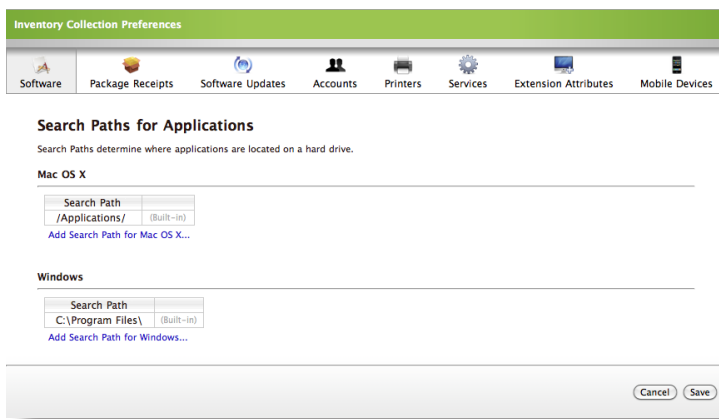 Inventory Collection Preferences
Software Package Receipts Software Updates Accounts Printers Services Extension Attributes Mobile Devices
Search Paths for Applications
Search Paths determine where applications are located on a hard drive.
Mac OS X
Search Path
/Applications/ (Built-in)
Add Search Path for Mac OS X...
Windows
Search Path
C:\Program Files\ (Built-in)
Add Search Path for Windows...
Cancel Save